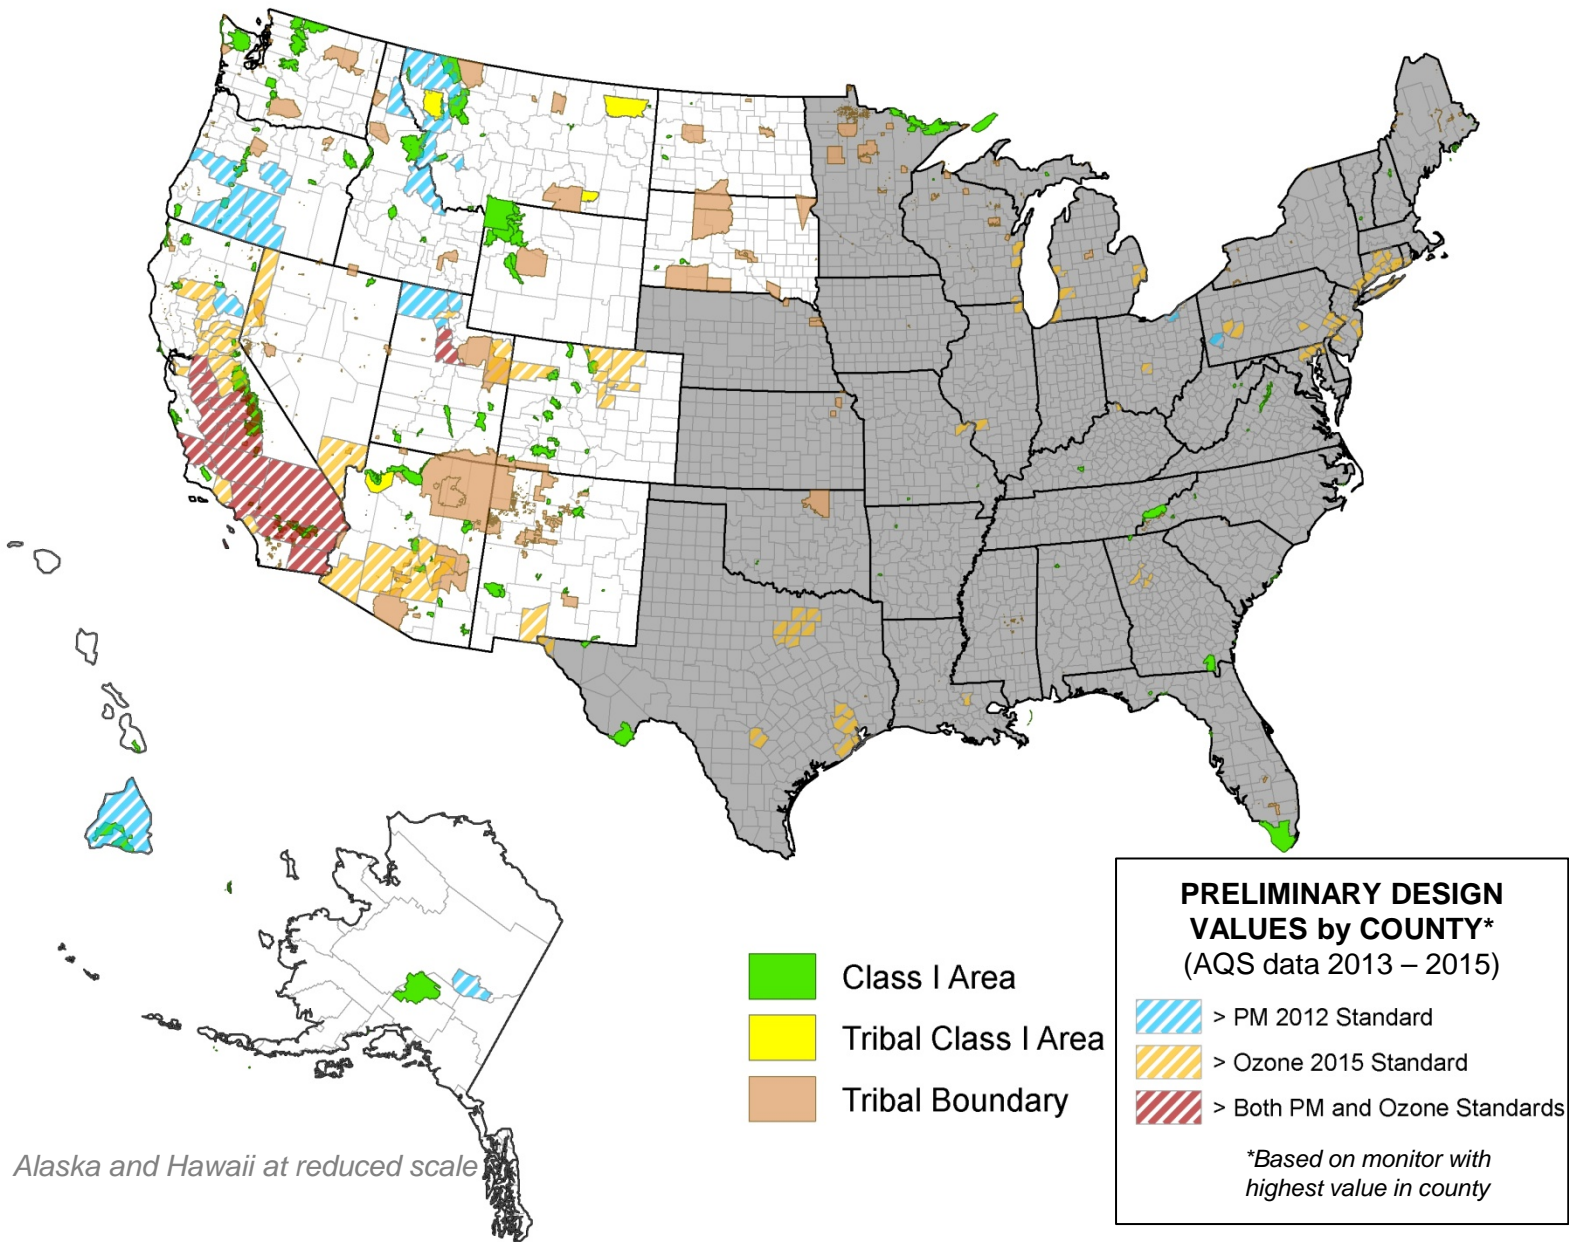 PRELIMINARY DESIGN
VALUES by COUNTY*
(AQS data 2013 – 2015)
> PM 2012 Standard
> Ozone 2015 Standard
> Both PM and Ozone Standards
*Based on monitor with
highest value in county
Class I Area
Tribal Class I Area
Tribal Boundary
Alaska and Hawaii at reduced scale